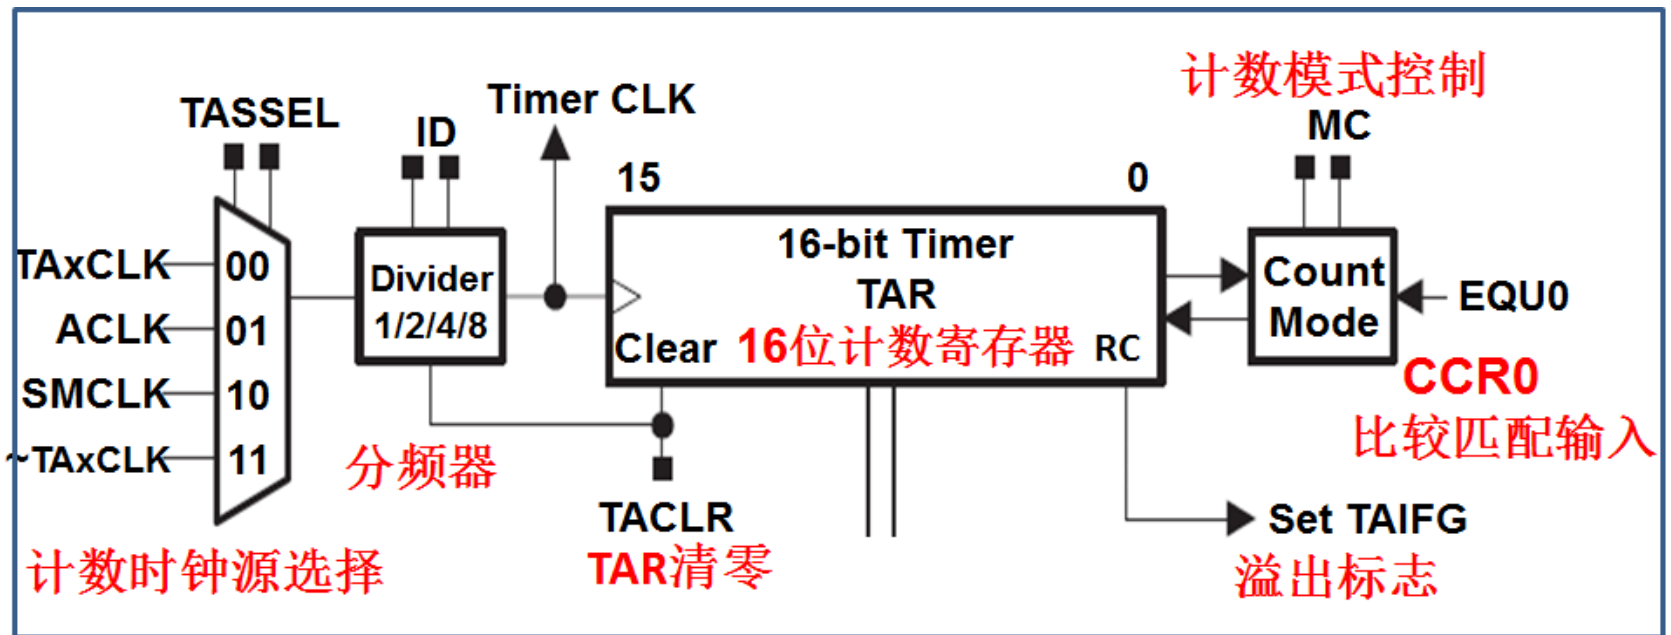 计数模式控制
TASSEL
ID
Timer CLK
MC
15
0
TAxCLK
00
ACLK
01
SMCLK
10
~TAxCLK
11
Divider
1/2/4/8
16-bit Timer
TAR
Clear 16位计数寄存器 RC
Count
Mode
EQU0
CCR0
比较匹配输入
分频器
TACLR
TAR清零
Set TAIFG
溢出标志
计数时钟源选择